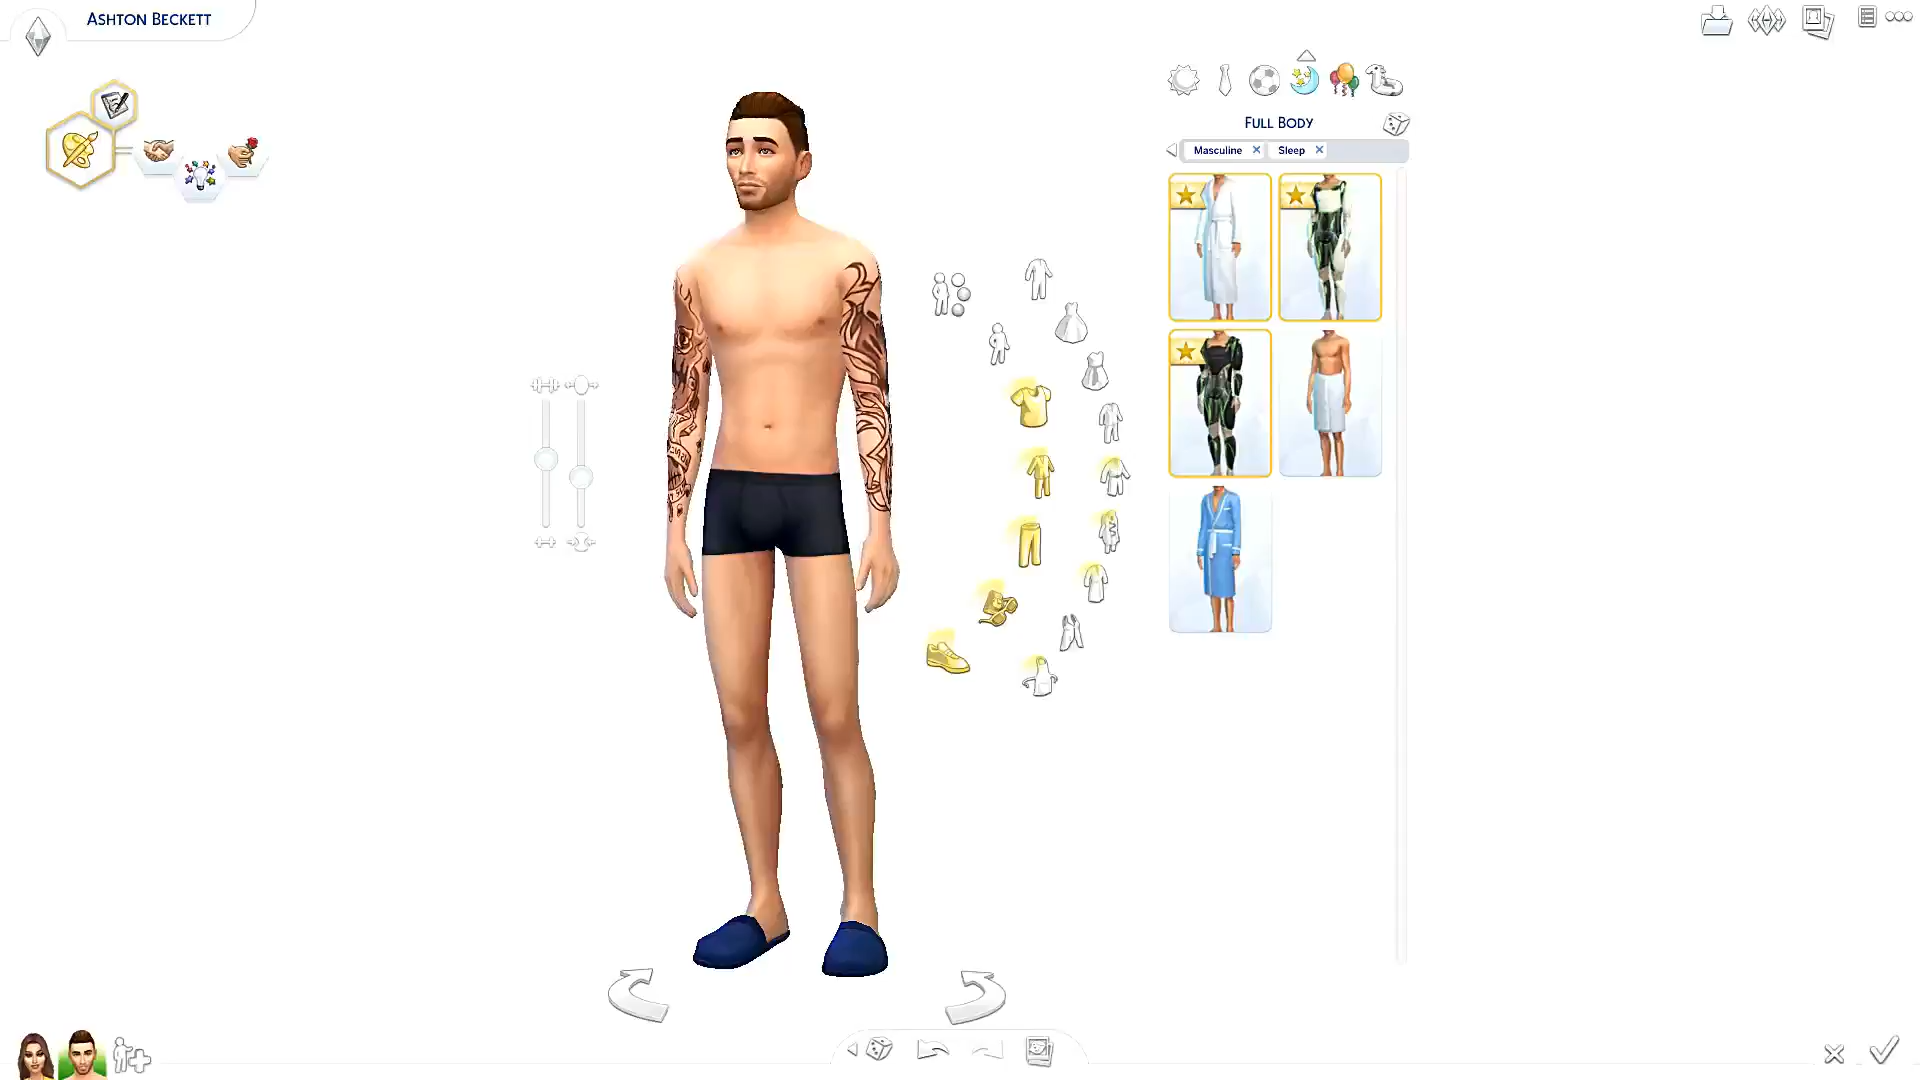 ASHTON BECKETT
FULL BODY
Masculine ✕ Sleep ✕